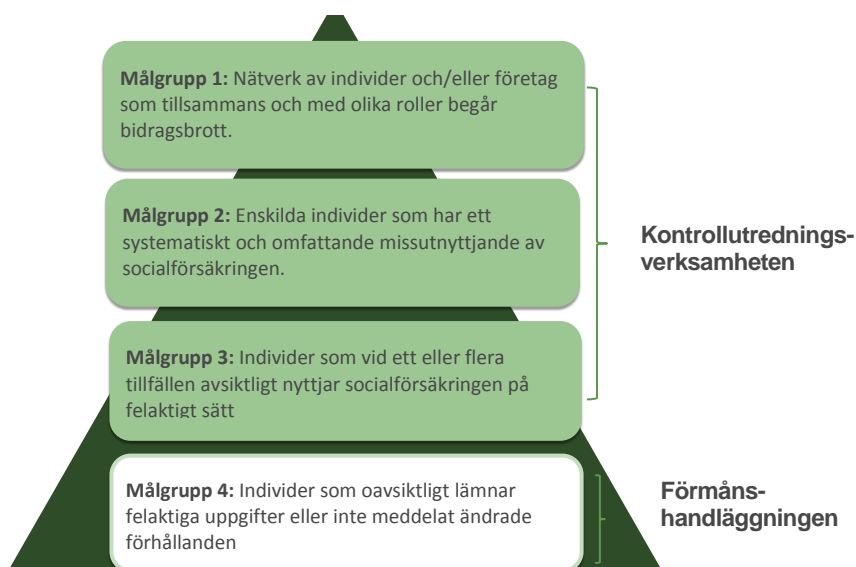 Målgrupp 1: Nätverk av individer och/eller företag
som tillsammans och med olika roller begår
bidragsbrott.
Målgrupp 2: Enskilda individer som har ett
systematiskt och omfattande missutnyttjande av
socialförsäkringen.
Kontrollutrednings-
verksamheten
Målgrupp 3: Individer som vid ett eller flera
tillfällen avsiktligt nyttjar socialförsäkringen på
felaktigt sätt
Målgrupp 4: Individer som oavsiktligt lämnar
felaktiga uppgifter eller inte meddelat ändrade
förhållanden
Förmåns-
handläggningen